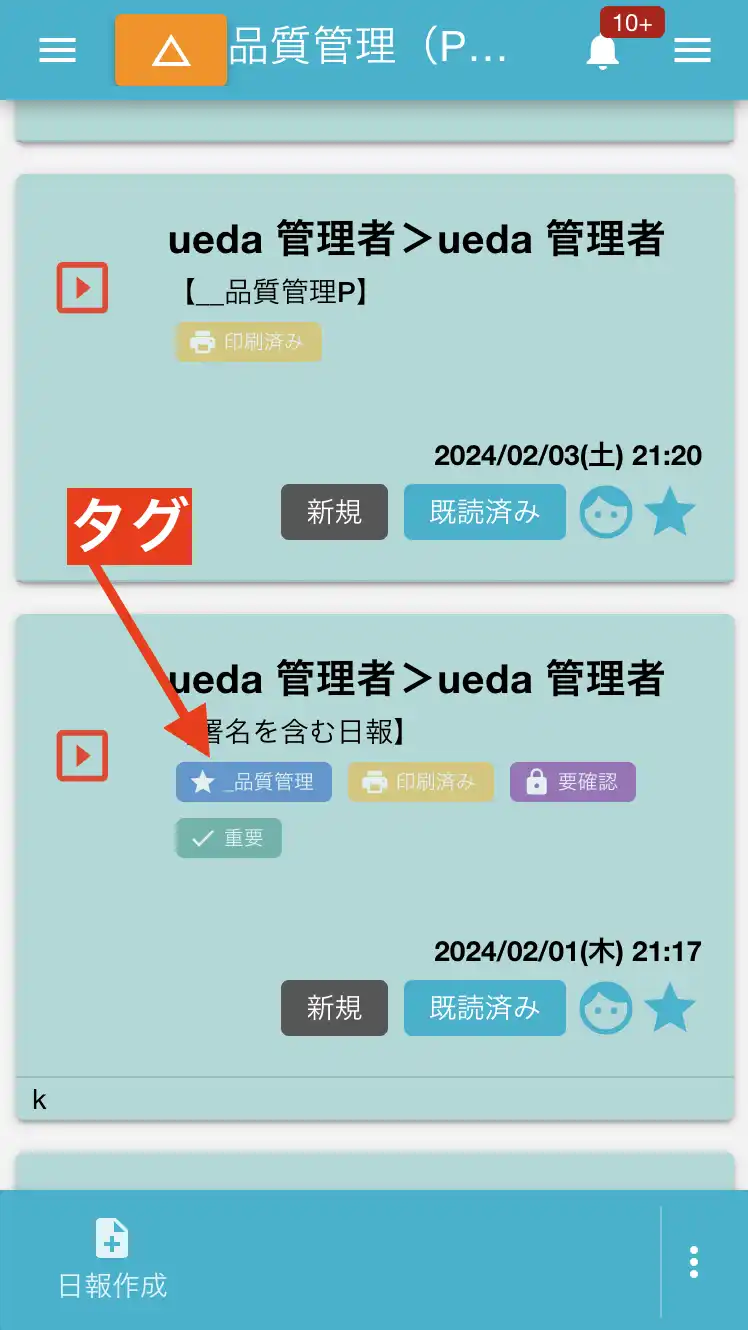 品質管理（P...
10+
ueda 管理者＞ueda 管理者
【__品質管理P】
印刷済み
2024/02/03(土) 21:20
新規 既読済み
タグ
ueda 管理者＞ueda 管理者
署名を含む日報】
_品質管理 印刷済み 要確認
重要
2024/02/01(木) 21:17
新規 既読済み
k
日報作成